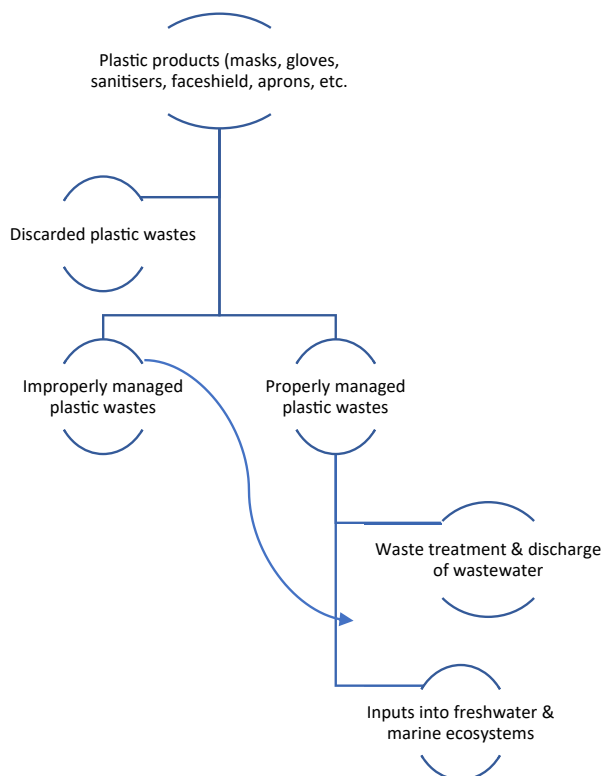 Plastic products (masks, gloves,
sanitisers, faceshield, aprons, etc.
Discarded plastic wastes
Improperly managed
plastic wastes
Properly managed
plastic wastes
Waste treatment & discharge
of wastewater
Inputs into freshwater &
marine ecosystems